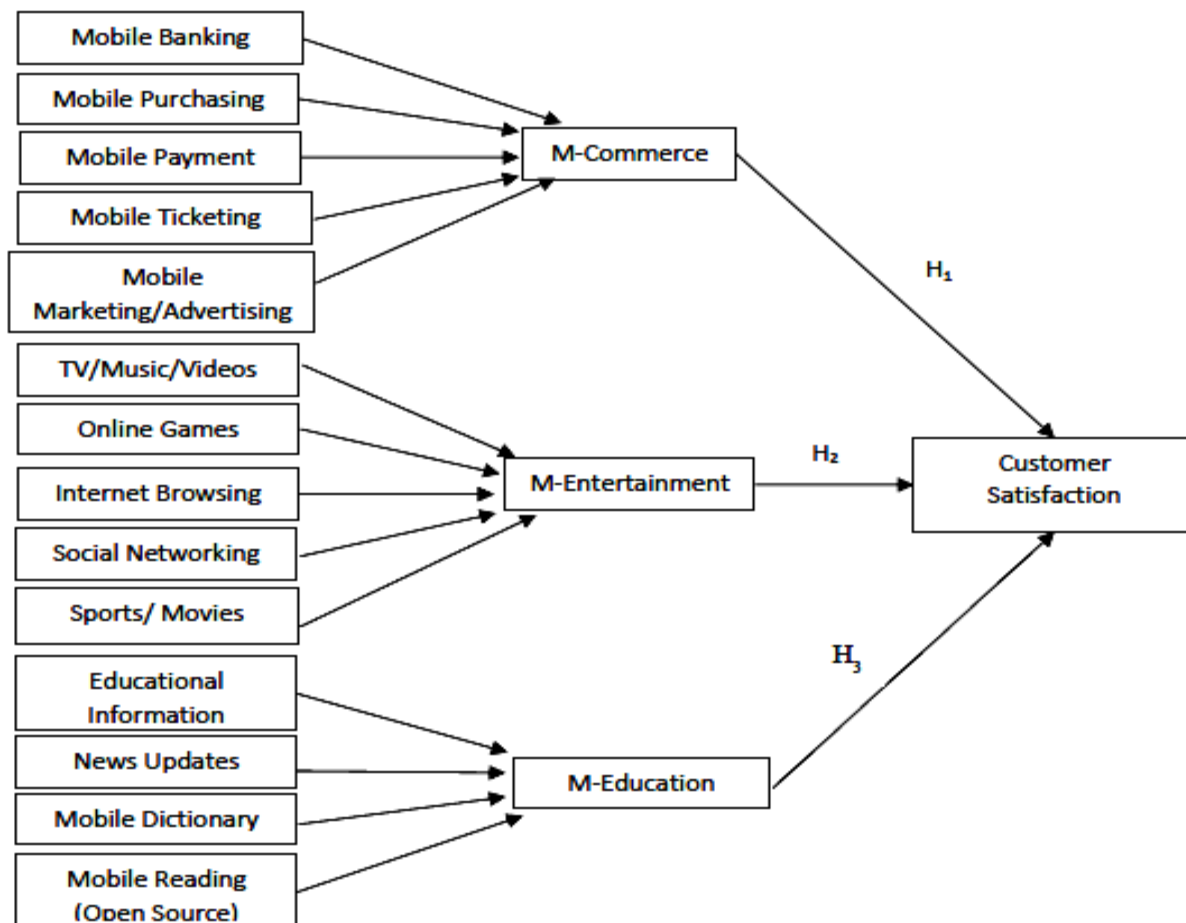 Mobile Banking
Mobile Purchasing
Mobile Payment
Mobile Ticketing
Mobile
Marketing/Advertising
TV/Music/Videos
Online Games
Internet Browsing
Social Networking
Sports/ Movies
Educational
Information
News Updates
Mobile Dictionary
Mobile Reading
(Open Source)
M-Commerce
M-Entertainment
M-Education
H₁
H₂
H₃
Customer
Satisfaction